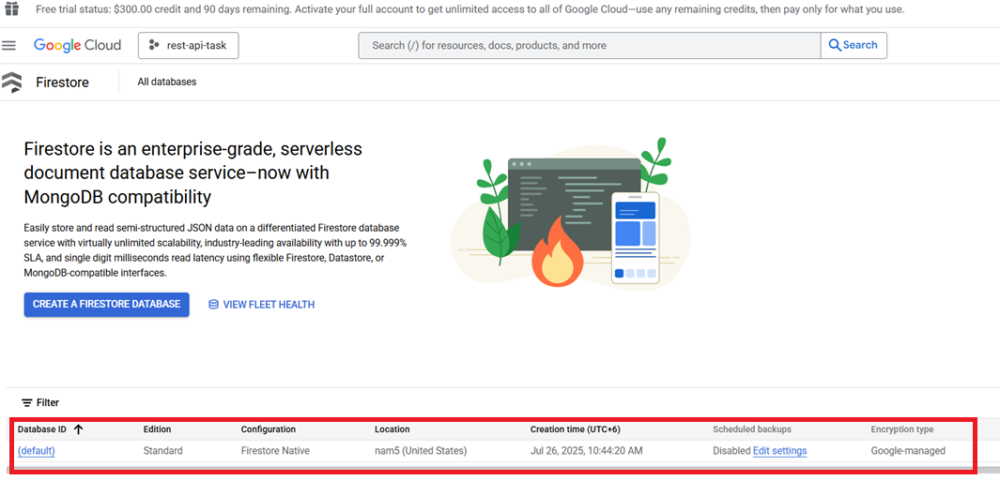 Free trial status: $300.00 credit and 90 days remaining. Activate your full account to get unlimited access to all of Google Cloud—use any remaining credits, then pay only for what you use.
Google Cloud rest-api-task Search (/) for resources, docs, products, and more Search
Firestore All databases
Firestore is an enterprise-grade, serverless
document database service–now with
MongoDB compatibility
Easily store and read semi-structured JSON data on a differentiated Firestore database
service with virtually unlimited scalability, industry-leading availability with up to 99.999%
SLA, and single digit milliseconds read latency using flexible Firestore, Datastore, or
MongoDB-compatible interfaces.
CREATE A FIRESTORE DATABASE VIEW FLEET HEALTH
Filter
Database ID Edition Configuration Location Creation time (UTC+6) Scheduled backups Encryption type
(default) Standard Firestore Native nam5 (United States) Jul 26, 2025, 10:44:20 AM Disabled Edit settings Google-managed